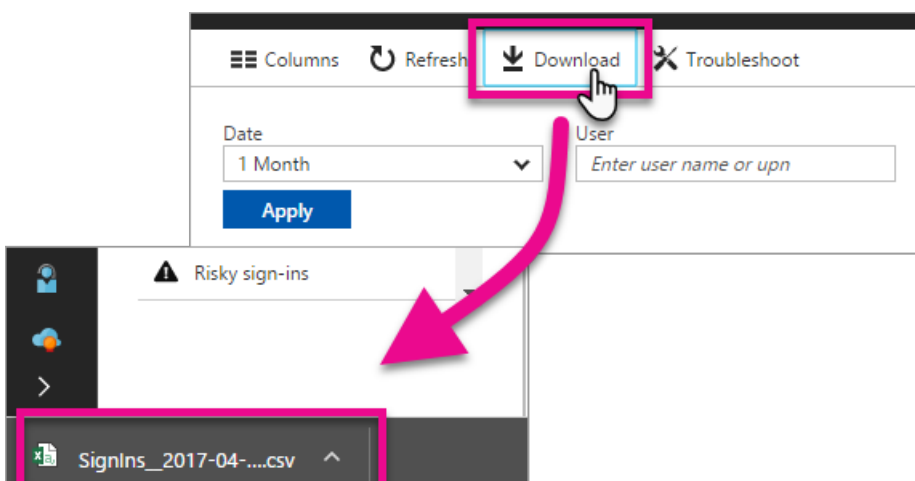 Columns Refresh Download Troubleshoot
Date User
1 Month Enter user name or upn
Apply
Risky sign-ins
SignIns__2017-04-....csv